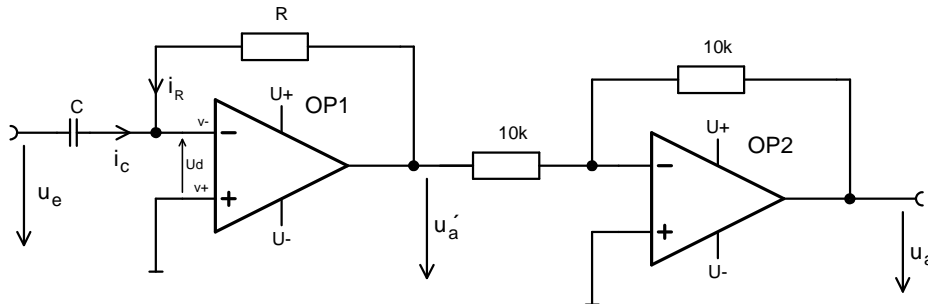 R
10k
i_R
U+
OP1
C
v-
10k
U+
OP2
i_c
Ud
v+
u_e
U-
u_a´
U-
u_a